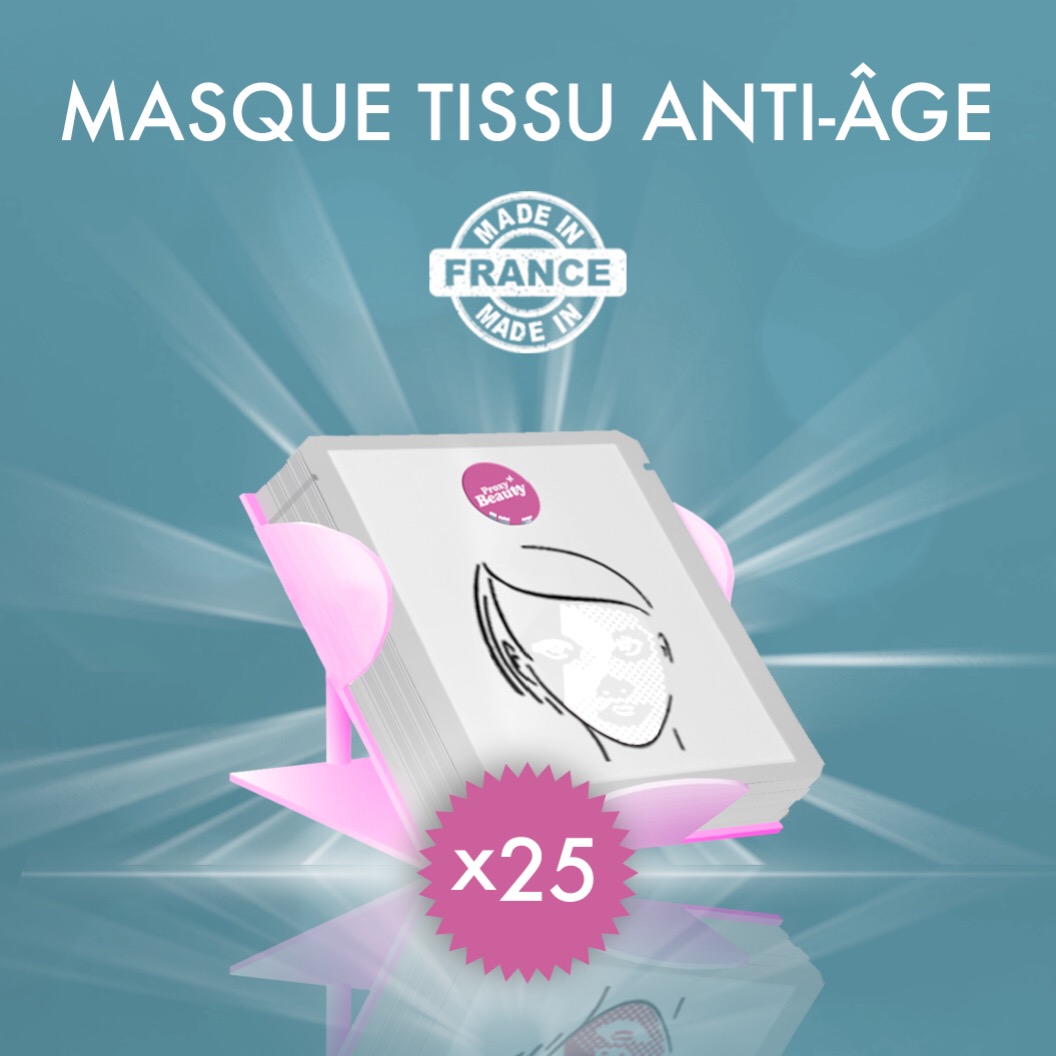 MASQUE TISSU ANTI-ÂGE
MADE IN
FRANCE
MADE IN
Proxy
Beauty
x25